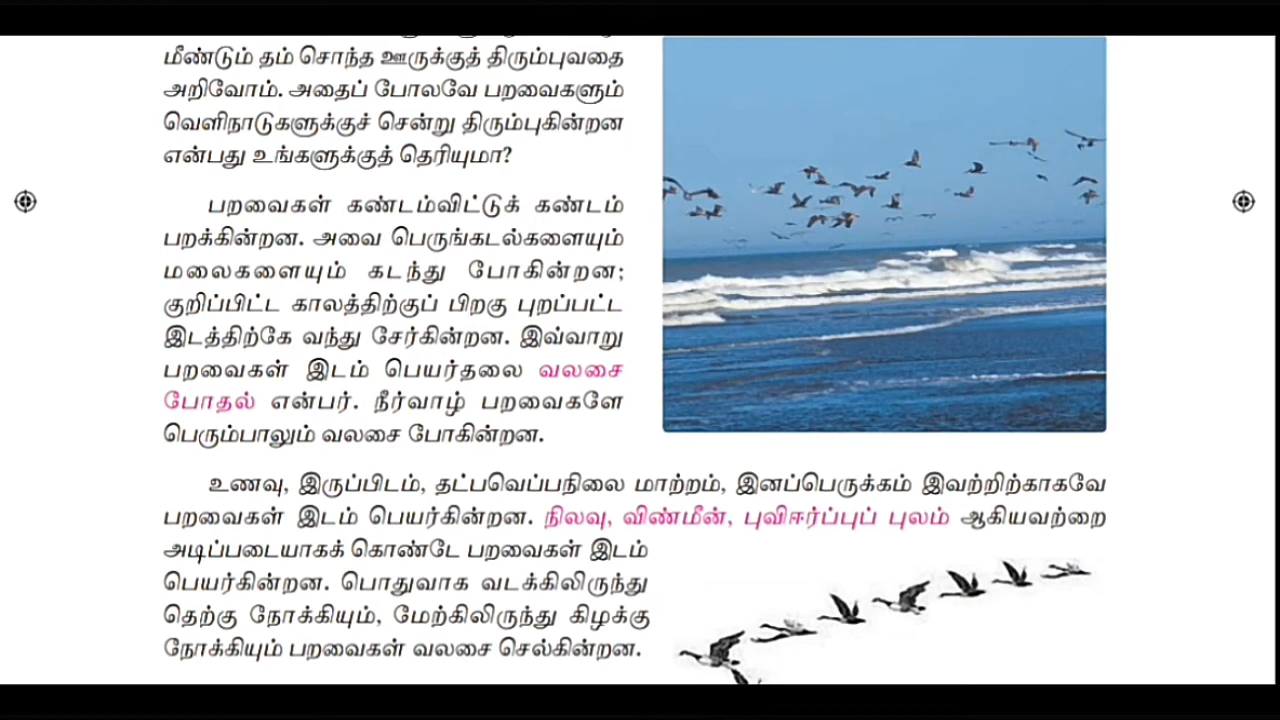 மீண்டும் தம் சொந்த ஊருக்குத் திரும்புவதை
அறிவோம். அதைப் போலவே பறவைகளும்
வெளிநாடுகளுக்குச் சென்று திரும்புகின்றன
என்பது உங்களுக்குத் தெரியுமா?
பறவைகள் கண்டம்விட்டுக் கண்டம்
பறக்கின்றன. அவை பெருங்கடல்களையும்
மலைகளையும் கடந்து போகின்றன;
குறிப்பிட்ட காலத்திற்குப் பிறகு புறப்பட்ட
இடத்திற்கே வந்து சேர்கின்றன. இவ்வாறு
பறவைகள் இடம் பெயர்தலை வலசை
போதல் என்பர். நீர்வாழ் பறவைகளே
பெரும்பாலும் வலசை போகின்றன.
உணவு, இருப்பிடம், தட்பவெப்பநிலை மாற்றம், இனப்பெருக்கம் இவற்றிற்காகவே
பறவைகள் இடம் பெயர்கின்றன. நிலவு, விண்மீன், புவிஈர்ப்புப் புலம் ஆகியவற்றை
அடிப்படையாகக் கொண்டே பறவைகள் இடம்
பெயர்கின்றன. பொதுவாக வடக்கிலிருந்து
தெற்கு நோக்கியும், மேற்கிலிருந்து கிழக்கு
நோக்கியும் பறவைகள் வலசை செல்கின்றன.